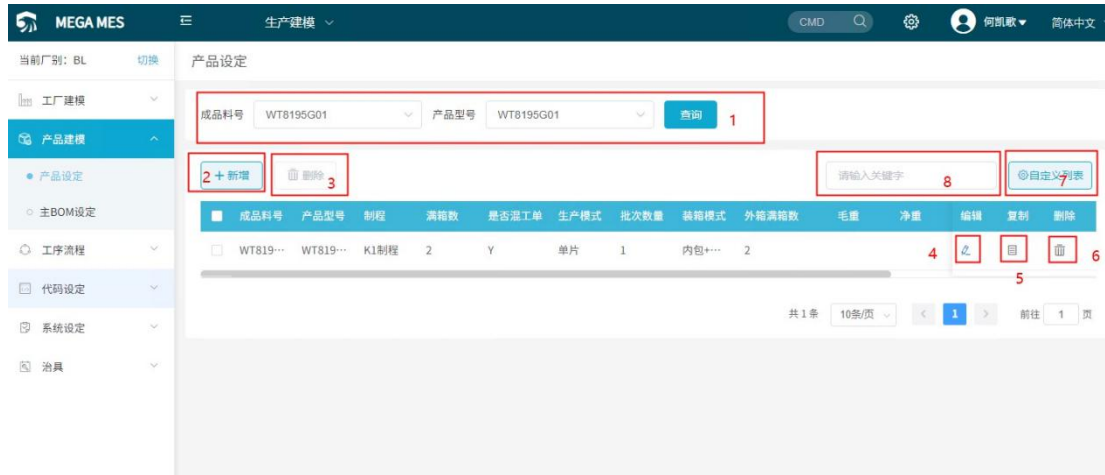 MEGA MES 生产建模 CMD 何凯歌 简体中文
当前厂别: BL 切换 产品设定
工厂建模
成品料号 WT8195G01 产品型号 WT8195G01 查询 1
产品建模
产品设定
2 + 新增 删除 3 请输入关键字 8 自定义列表 7
主BOM设定
成品料号 产品型号 制程 满箱数 是否混工单 生产模式 批次数量 装箱模式 外箱满箱数 毛重 净重 编辑 复制 删除
工序流程
WT819… WT819… K1制程 2 Y 单片 1 内包+… 2 4 6
5
代码设定
共 1 条 10条/页 1 前往 1 页
系统设定
治具